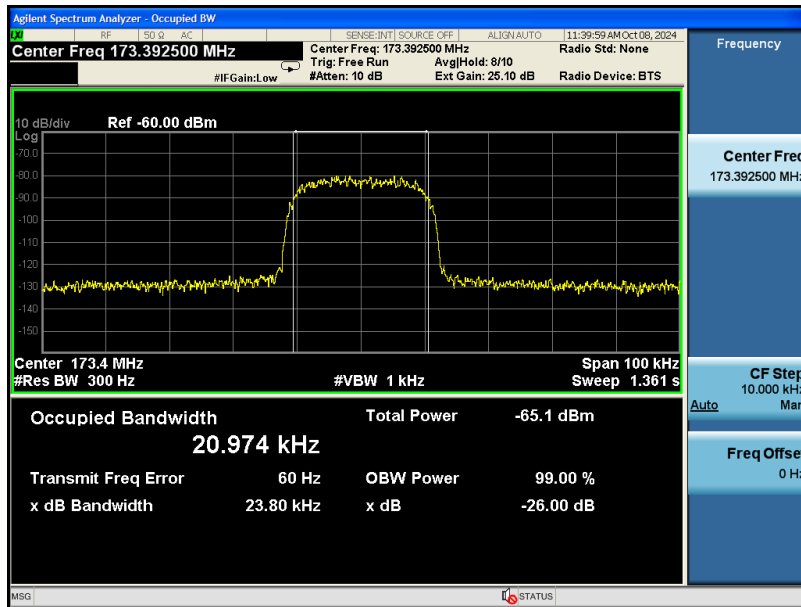 Agilent Spectrum Analyzer - Occupied BW
LXI RF 50 Ω AC SENSE:INT SOURCE OFF ALIGN AUTO 11:39:59 AM Oct 08, 2024
Center Freq 173.392500 MHz
Center Freq: 173.392500 MHz
Radio Std: None
Trig: Free Run Avg|Hold: 8/10
#IFGain:Low
#Atten: 10 dB Ext Gain: 25.10 dB Radio Device: BTS
10 dB/div Ref -60.00 dBm
Log
-70.0
-80.0
-90.0
-100
-110
-120
-130
-140
-150
Center 173.4 MHz Span 100 kHz
#Res BW 300 Hz #VBW 1 kHz Sweep 1.361 s
Occupied Bandwidth Total Power -65.1 dBm
20.974 kHz
Transmit Freq Error 60 Hz OBW Power 99.00 %
x dB Bandwidth 23.80 kHz x dB -26.00 dB
MSG STATUS
Frequency
Center Freq
173.392500 MHz
CF Step
10.000 kHz
Auto Man
Freq Offset
0 Hz